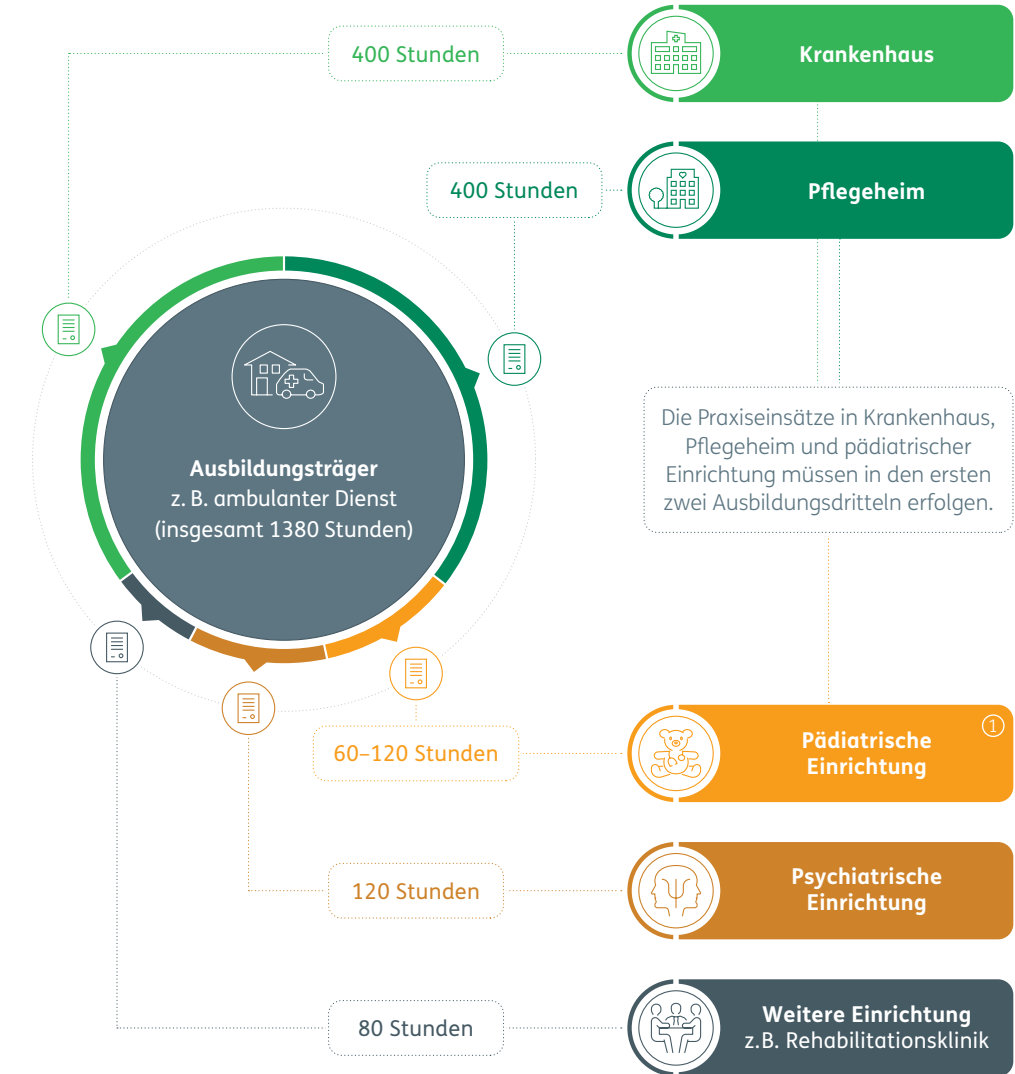 400 Stunden
Krankenhaus
400 Stunden
Pflegeheim
Die Praxiseinsätze in Krankenhaus,
Pflegeheim und pädiatrischer
Einrichtung müssen in den ersten
zwei Ausbildungsdritteln erfolgen.
Ausbildungsträger
z. B. ambulanter Dienst
(insgesamt 1380 Stunden)
60–120 Stunden
Pädiatrische
Einrichtung
1
120 Stunden
Psychiatrische
Einrichtung
80 Stunden
Weitere Einrichtung
z.B. Rehabilitationsklinik